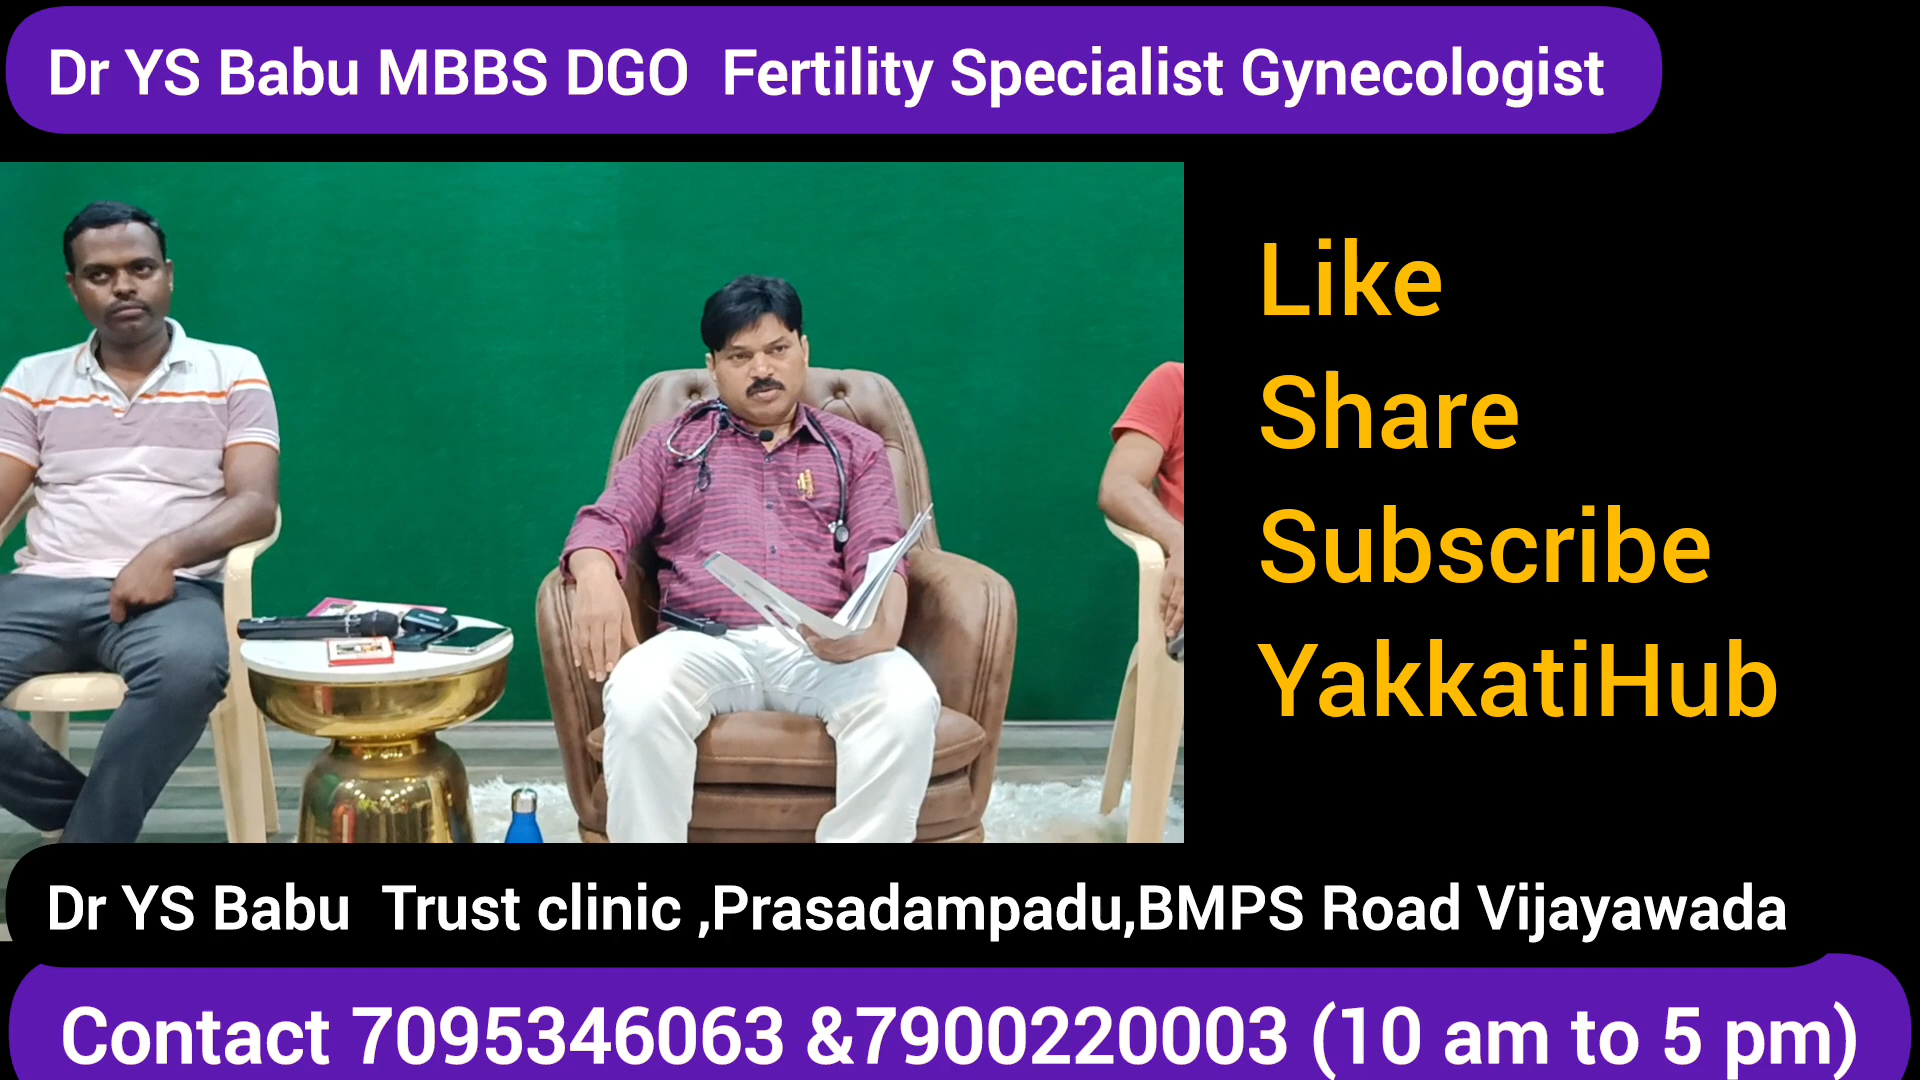 Dr YS Babu MBBS DGO  Fertility Specialist Gynecologist
Like
Share
Subscribe
YakkatiHub
Dr YS Babu  Trust clinic ,Prasadampadu,BMPS Road Vijayawada
Contact 7095346063 &7900220003 (10 am to 5 pm)